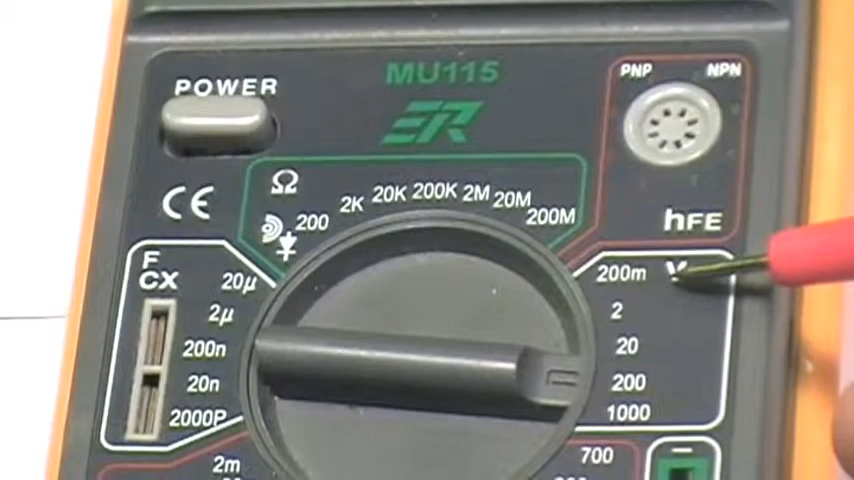 MU115
POWER
ER
PNP NPN
hFE
CE
Ω
200 2K 20K 200K 2M 20M 200M
F
CX
20μ
2μ
200n
20n
2000P
2m
200m V
2
20
200
1000
700